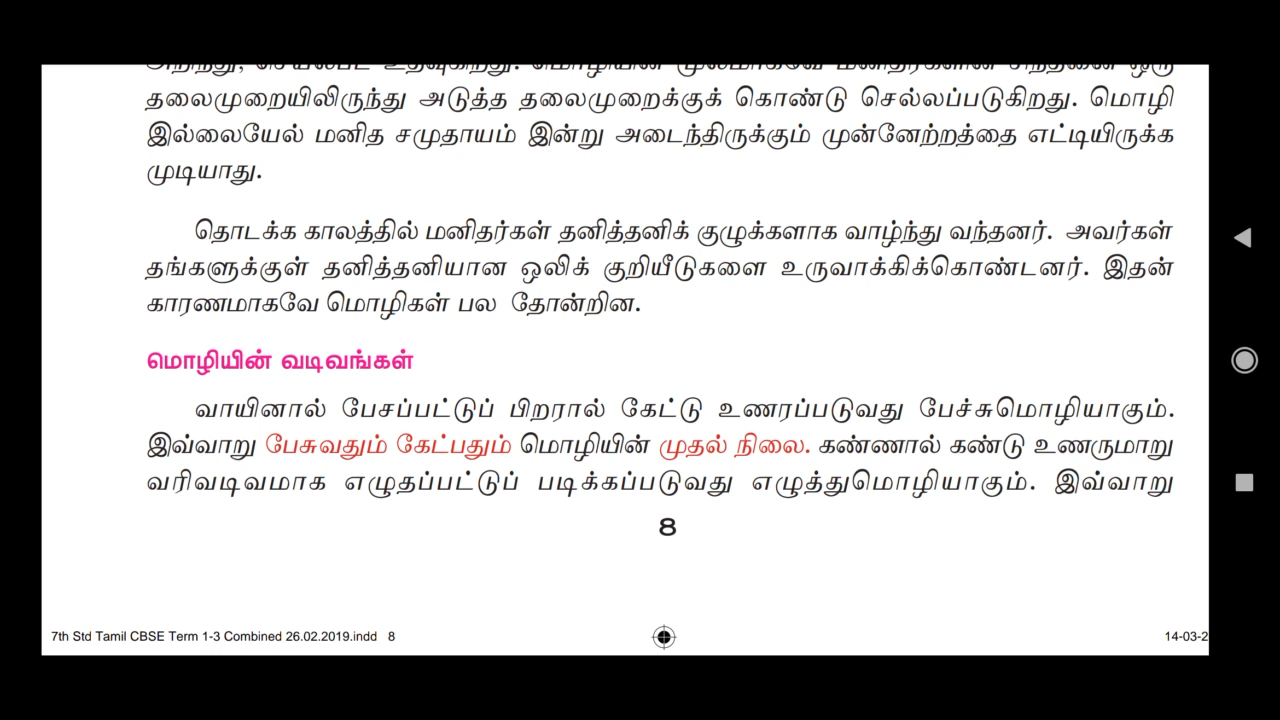 தலைமுறையிலிருந்து அடுத்த தலைமுறைக்குக் கொண்டு செல்லப்படுகிறது. மொழி
இல்லையேல் மனித சமுதாயம் இன்று அடைந்திருக்கும் முன்னேற்றத்தை எட்டியிருக்க
முடியாது.
தொடக்க காலத்தில் மனிதர்கள் தனித்தனிக் குழுக்களாக வாழ்ந்து வந்தனர். அவர்கள்
தங்களுக்குள் தனித்தனியான ஒலிக் குறியீடுகளை உருவாக்கிக்கொண்டனர். இதன்
காரணமாகவே மொழிகள் பல தோன்றின.
மொழியின் வடிவங்கள்
வாயினால் பேசப்பட்டுப் பிறரால் கேட்டு உணரப்படுவது பேச்சுமொழியாகும்.
இவ்வாறு பேசுவதும் கேட்பதும் மொழியின் முதல் நிலை. கண்ணால் கண்டு உணருமாறு
வரிவடிவமாக எழுதப்பட்டுப் படிக்கப்படுவது எழுத்துமொழியாகும். இவ்வாறு
8
7th Std Tamil CBSE Term 1-3 Combined 26.02.2019.indd 8
14-03-2